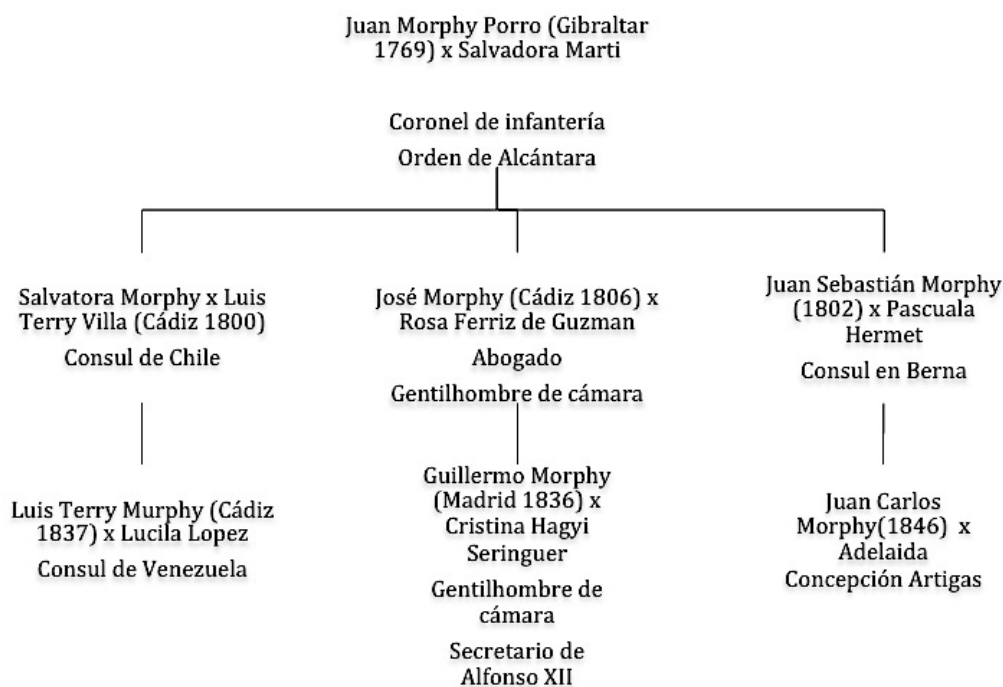 Juan Morphy Porro (Gibraltar
1769) x Salvadora Marti
Coronel de infantería
Orden de Alcántara
Salvatora Morphy x Luis
Terry Villa (Cádiz 1800)
Consul de Chile
José Morphy (Cádiz 1806) x
Rosa Ferriz de Guzman
Abogado
Gentilhombre de cámara
Juan Sebastián Morphy
(1802) x Pascuala
Hermet
Consul en Berna
Luis Terry Murphy (Cádiz
1837) x Lucila Lopez
Consul de Venezuela
Guillermo Morphy
(Madrid 1836) x
Cristina Hagyi
Seringuer
Gentilhombre de
cámara
Secretario de
Alfonso XII
Juan Carlos
Morphy(1846) x
Adelaida
Concepción Artigas